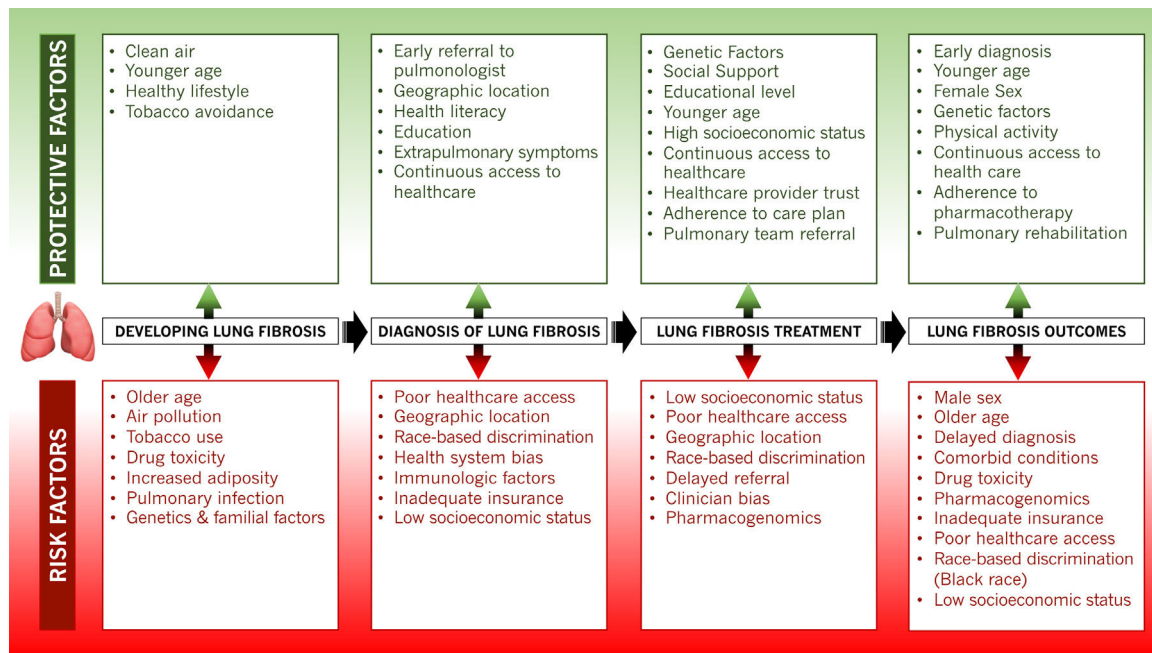 PROTECTIVE FACTORS
• Clean air
• Younger age
• Healthy lifestyle
• Tobacco avoidance
• Early referral to
pulmonologist
• Geographic location
• Health literacy
• Education
• Extrapulmonary symptoms
• Continuous access to
healthcare
• Genetic Factors
• Social Support
• Educational level
• Younger age
• High socioeconomic status
• Continuous access to
healthcare
• Healthcare provider trust
• Adherence to care plan
• Pulmonary team referral
• Early diagnosis
• Younger age
• Female Sex
• Genetic factors
• Physical activity
• Continuous access to
health care
• Adherence to
pharmacotherapy
• Pulmonary rehabilitation
DEVELOPING LUNG FIBROSIS
DIAGNOSIS OF LUNG FIBROSIS
LUNG FIBROSIS TREATMENT
LUNG FIBROSIS OUTCOMES
RISK FACTORS
• Older age
• Air pollution
• Tobacco use
• Drug toxicity
• Increased adiposity
• Pulmonary infection
• Genetics & familial factors
• Poor healthcare access
• Geographic location
• Race-based discrimination
• Health system bias
• Immunologic factors
• Inadequate insurance
• Low socioeconomic status
• Low socioeconomic status
• Poor healthcare access
• Geographic location
• Race-based discrimination
• Delayed referral
• Clinician bias
• Pharmacogenomics
• Male sex
• Older age
• Delayed diagnosis
• Comorbid conditions
• Drug toxicity
• Pharmacogenomics
• Inadequate insurance
• Poor healthcare access
• Race-based discrimination
(Black race)
• Low socioeconomic status